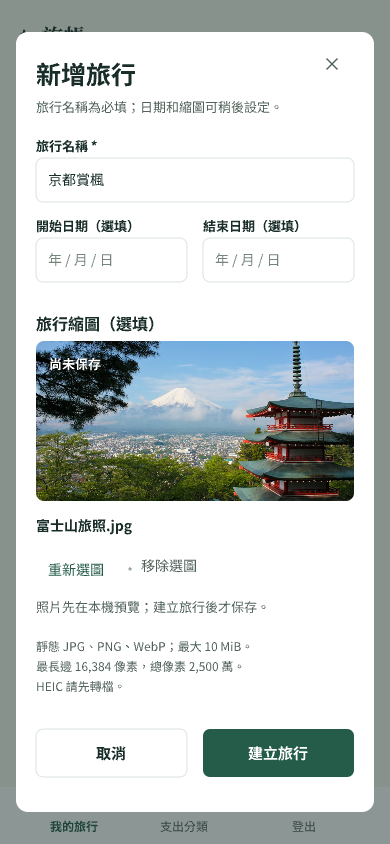 新增旅行
旅行名稱為必填；日期和縮圖可稍後設定。
旅行名稱 *
京都賞楓
開始日期（選填） 結束日期（選填）
年 / 月 / 日 年 / 月 / 日
旅行縮圖（選填）
尚未保存
富士山旅照.jpg
重新選圖 • 移除選圖
照片先在本機預覽；建立旅行後才保存。
靜態 JPG、PNG、WebP；最大 10 MiB。
最長邊 16,384 像素，總像素 2,500 萬。
HEIC 請先轉檔。
取消 建立旅行
我的旅行 支出分類 登出